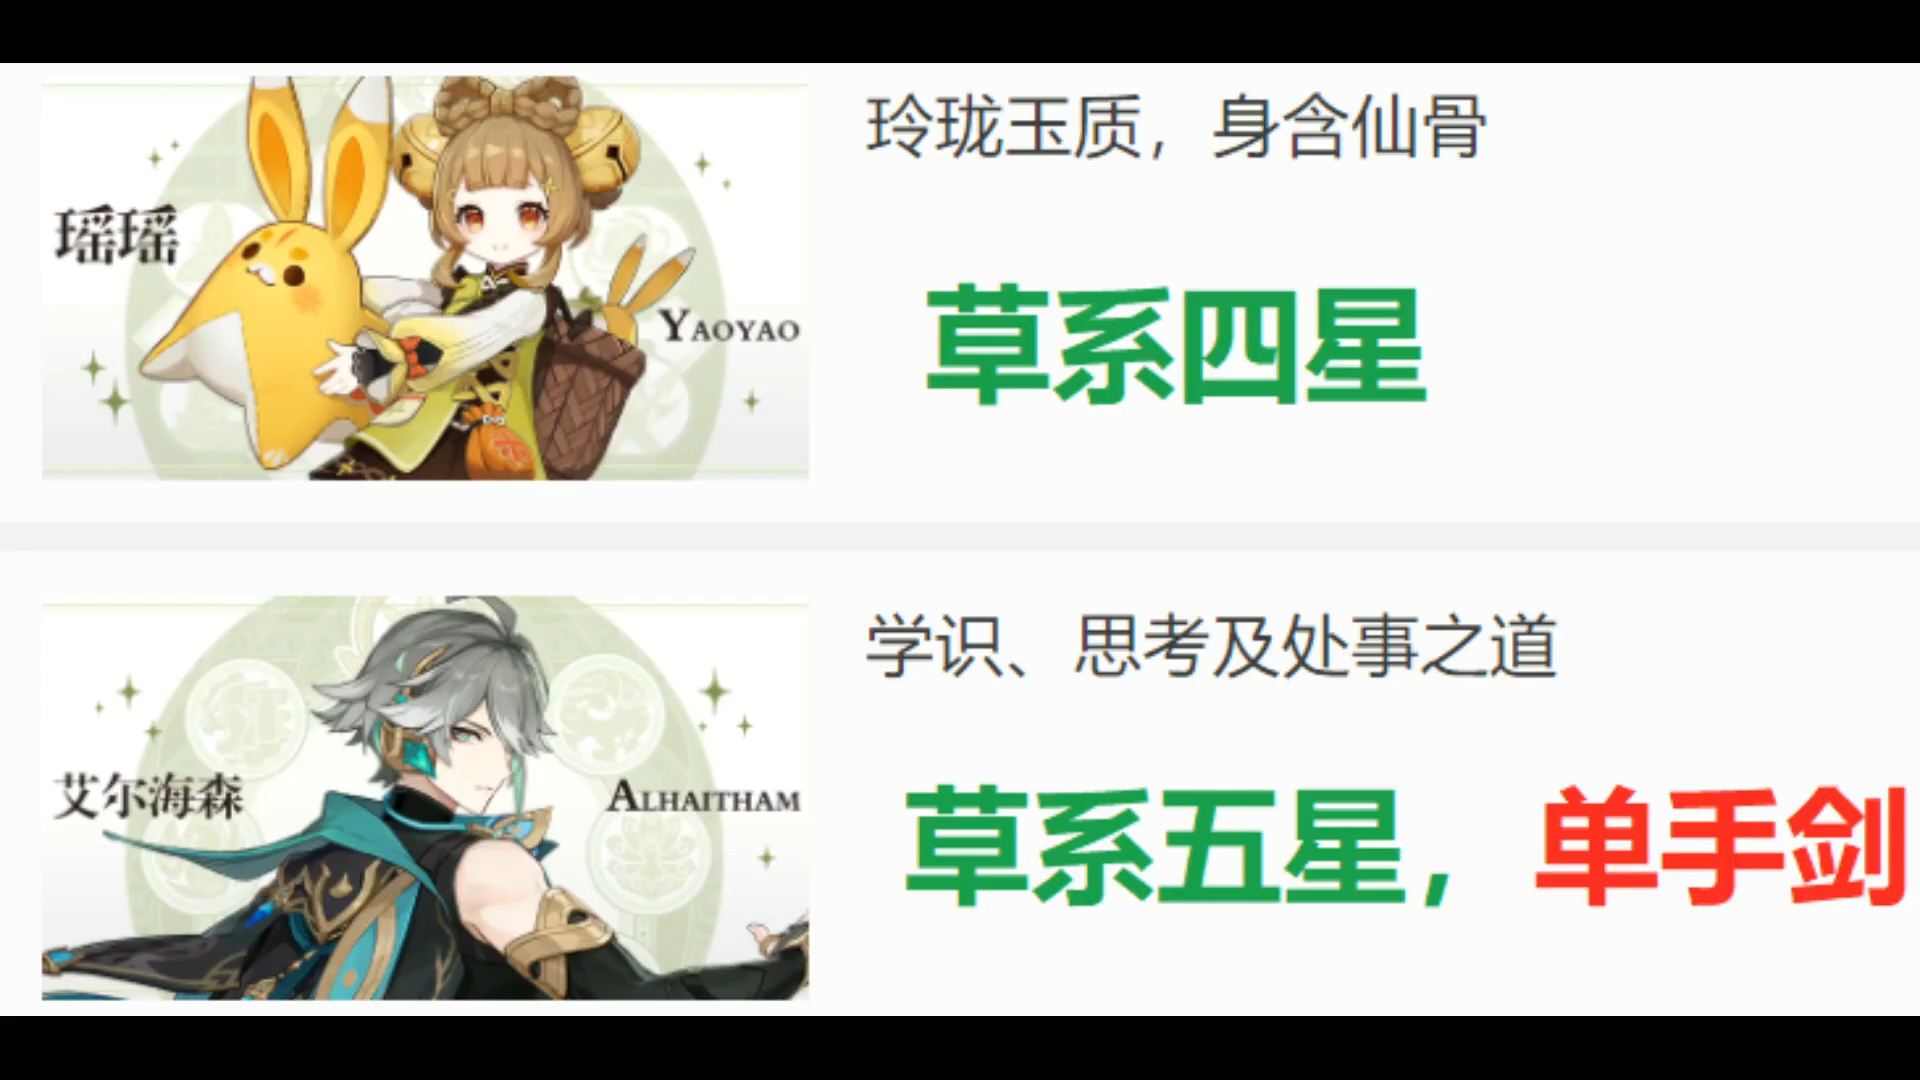 瑶瑶
YAOYAO
玲珑玉质，身含仙骨
草系四星
艾尔海森
ALHAITHAM
学识、思考及处事之道
草系五星，单手剑